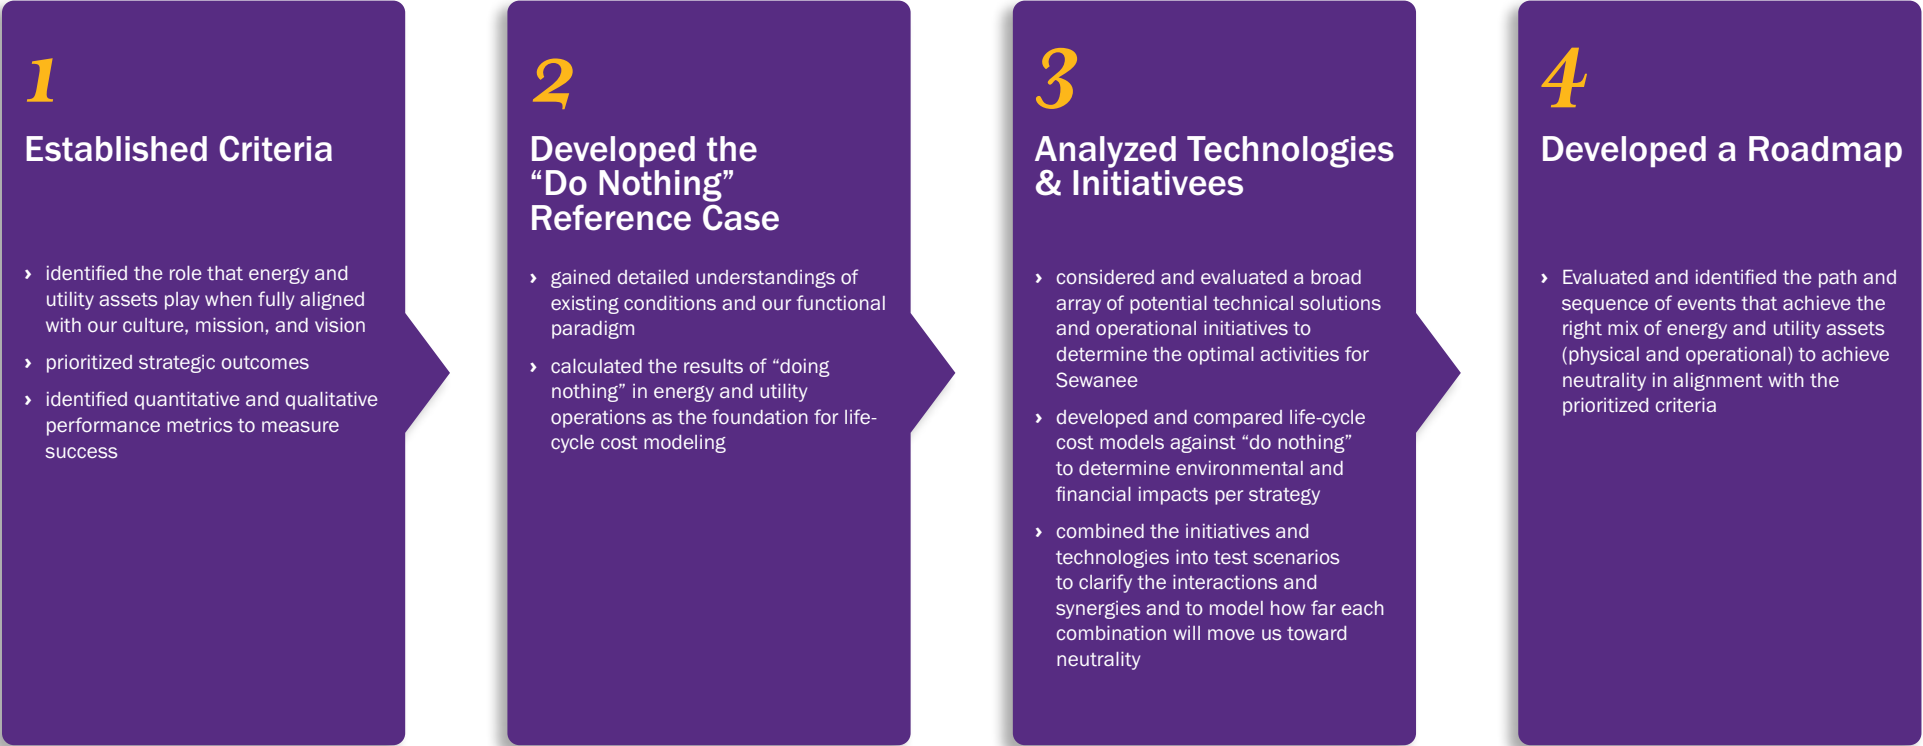 1
Established Criteria
› identified the role that energy and
utility assets play when fully aligned
with our culture, mission, and vision
› prioritized strategic outcomes
› identified quantitative and qualitative
performance metrics to measure
success
2
Developed the
“Do Nothing”
Reference Case
› gained detailed understandings of
existing conditions and our functional
paradigm
› calculated the results of “doing
nothing” in energy and utility
operations as the foundation for life-
cycle cost modeling
3
Analyzed Technologies
& Initiativees
› considered and evaluated a broad
array of potential technical solutions
and operational initiatives to
determine the optimal activities for
Sewanee
› developed and compared life-cycle
cost models against “do nothing”
to determine environmental and
financial impacts per strategy
› combined the initiatives and
technologies into test scenarios
to clarify the interactions and
synergies and to model how far each
combination will move us toward
neutrality
4
Developed a Roadmap
› Evaluated and identified the path and
sequence of events that achieve the
right mix of energy and utility assets
(physical and operational) to achieve
neutrality in alignment with the
prioritized criteria